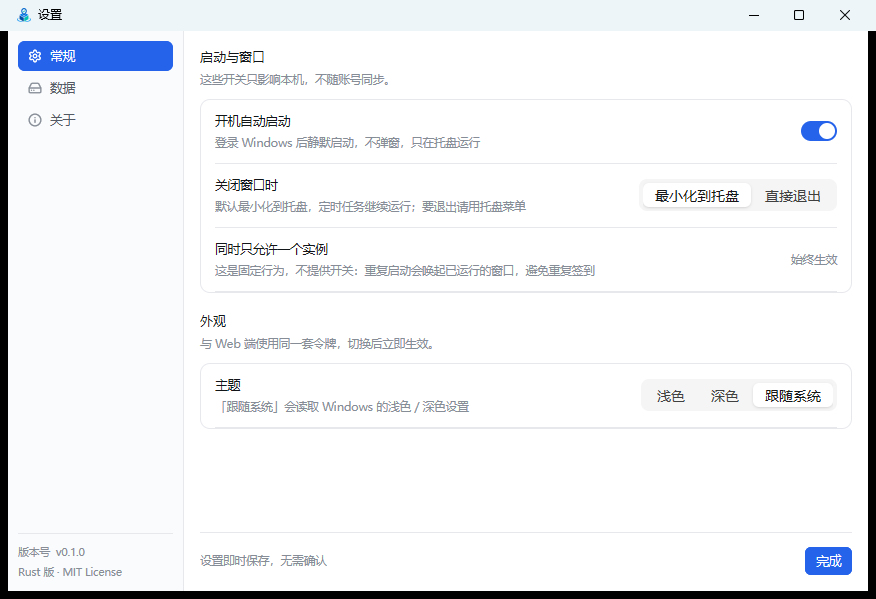 设置
常规
数据
关于
启动与窗口
这些开关只影响本机，不随账号同步。
开机自动启动
登录 Windows 后静默启动，不弹窗，只在托盘运行
关闭窗口时
默认最小化到托盘，定时任务继续运行；要退出请用托盘菜单
最小化到托盘 直接退出
同时只允许一个实例
这是固定行为，不提供开关：重复启动会唤起已运行的窗口，避免重复签到
始终生效
外观
与 Web 端使用同一套令牌，切换后立即生效。
主题
「跟随系统」会读取 Windows 的浅色 / 深色设置
浅色 深色 跟随系统
版本号 v0.1.0
Rust 版 · MIT License
设置即时保存，无需确认
完成